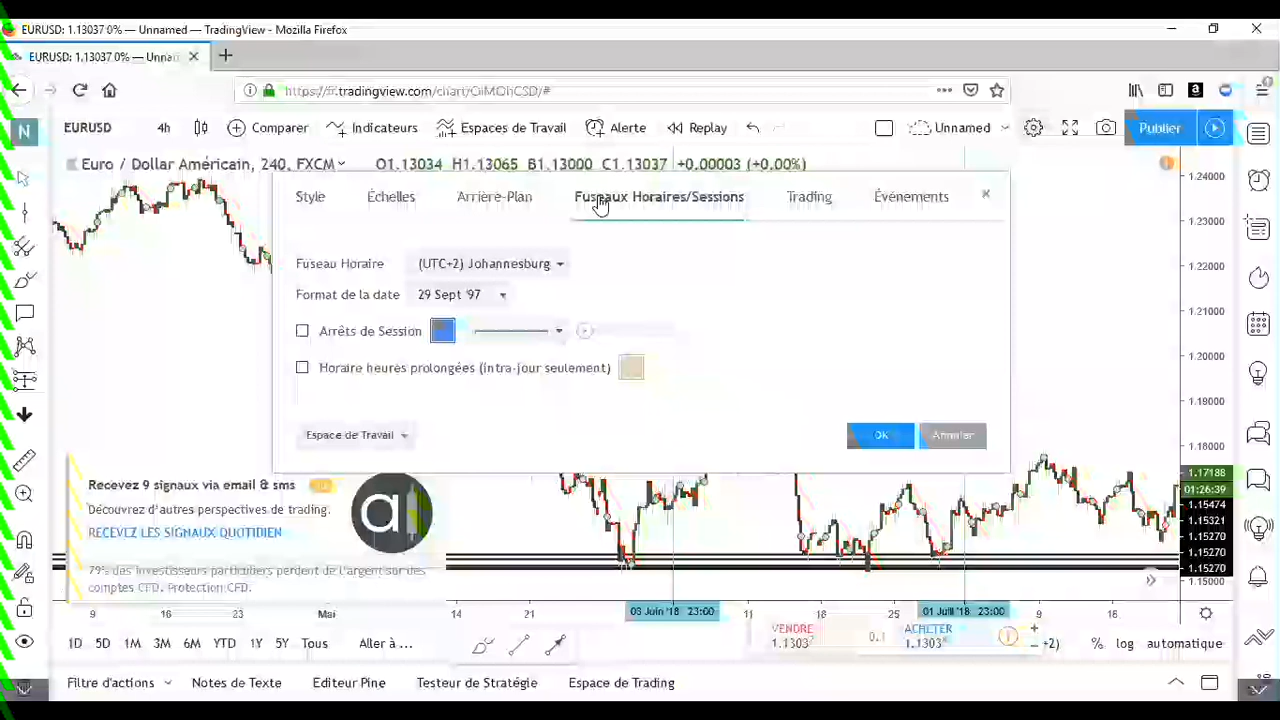 EURUSD: 1.13037 0% — Unnamed — TradingView - Mozilla Firefox
EURUSD: 1.13037 0% — Unna
https://fr.tradingview.com/chart/GiMOhCSD/#
N EURUSD 4h Comparer Indicateurs Espaces de Travail Alerte Replay Unnamed Publier
Euro / Dollar Américain, 240, FXCM O1.13034 H1.13065 B1.13000 C1.13037 +0.00003 (+0.00%)
Style Échelles Arrière-Plan Fuseaux Horaires/Sessions Trading Événements
Fuseau Horaire (UTC+2) Johannesburg
Format de la date 29 Sept '97
Arrêts de Session
Horaire heures prolongées (intra-jour seulement)
Espace de Travail OK Annuler
1.24000
1.23000
1.22000
1.21000
1.20000
1.19000
1.18000
1.17188
01:26:39
1.15474
1.15321
1.15270
1.15270
1.15000
Recevez 9 signaux via email & sms
Découvrez d'autres perspectives de trading.
RECEVEZ LES SIGNAUX QUOTIDIEN
79% des investisseurs particuliers perdent de l'argent sur des
comptes CFD. Protection CFD.
9 16 23 Mai 14 21 03 Juin '18 23:00 11 18 25 01 Juil '18 23:00 9 18
1D 5D 1M 3M 6M YTD 1Y 5Y Tous Aller à ...
VENDRE
1.1303
0.1
ACHETER
1.1303
+2) % log automatique
Filtre d'actions Notes de Texte Éditeur Pine Testeur de Stratégie Espace de Trading